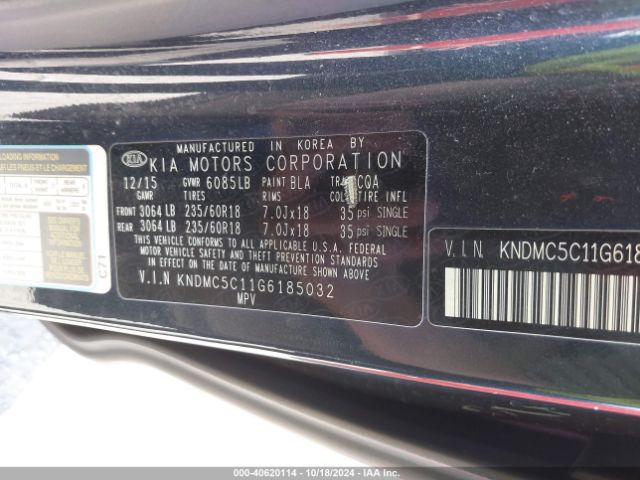 LOADING INFORMATION
C71
MANUFACTURED IN KOREA BY
KIA KIA MOTORS CORPORATION
12/15 GVWR 6085LB PAINT BLA CQA
GAWR TIRES RIMS TIRE INFL
FRONT 3064 LB 235/60R18 7.0Jx18 35 psi SINGLE
REAR 3064 LB 235/60R18 7.0Jx18 35 psi SINGLE
THIS VEHICLE CONFORMS TO ALL APPLICABLE U.S.A. FEDERAL
MOTOR VEHICLE SAFETY AND THEFT PREVENTION STANDARDS
IN EFFECT ON THE DATE OF MANUFACTURE SHOWN ABOVE.
V.I.N KNDMC5C11G6185032
MPV
V.I.N. KNDMC5C11G618
000-40620114 - 10/18/2024 -